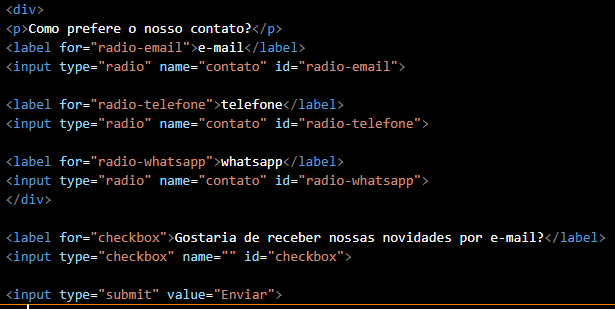 <div>
<p>Como prefere o nosso contato?</p>
<label for="radio-email">e-mail</label>
<input type="radio" name="contato" id="radio-email">
<label for="radio-telefone">telefone</label>
<input type="radio" name="contato" id="radio-telefone">
<label for="radio-whatsapp">whatsapp</label>
<input type="radio" name="contato" id="radio-whatsapp">
</div>
<label for="checkbox">Gostaria de receber nossas novidades por e-mail?</label>
<input type="checkbox" name="" id="checkbox">
<input type="submit" value="Enviar">